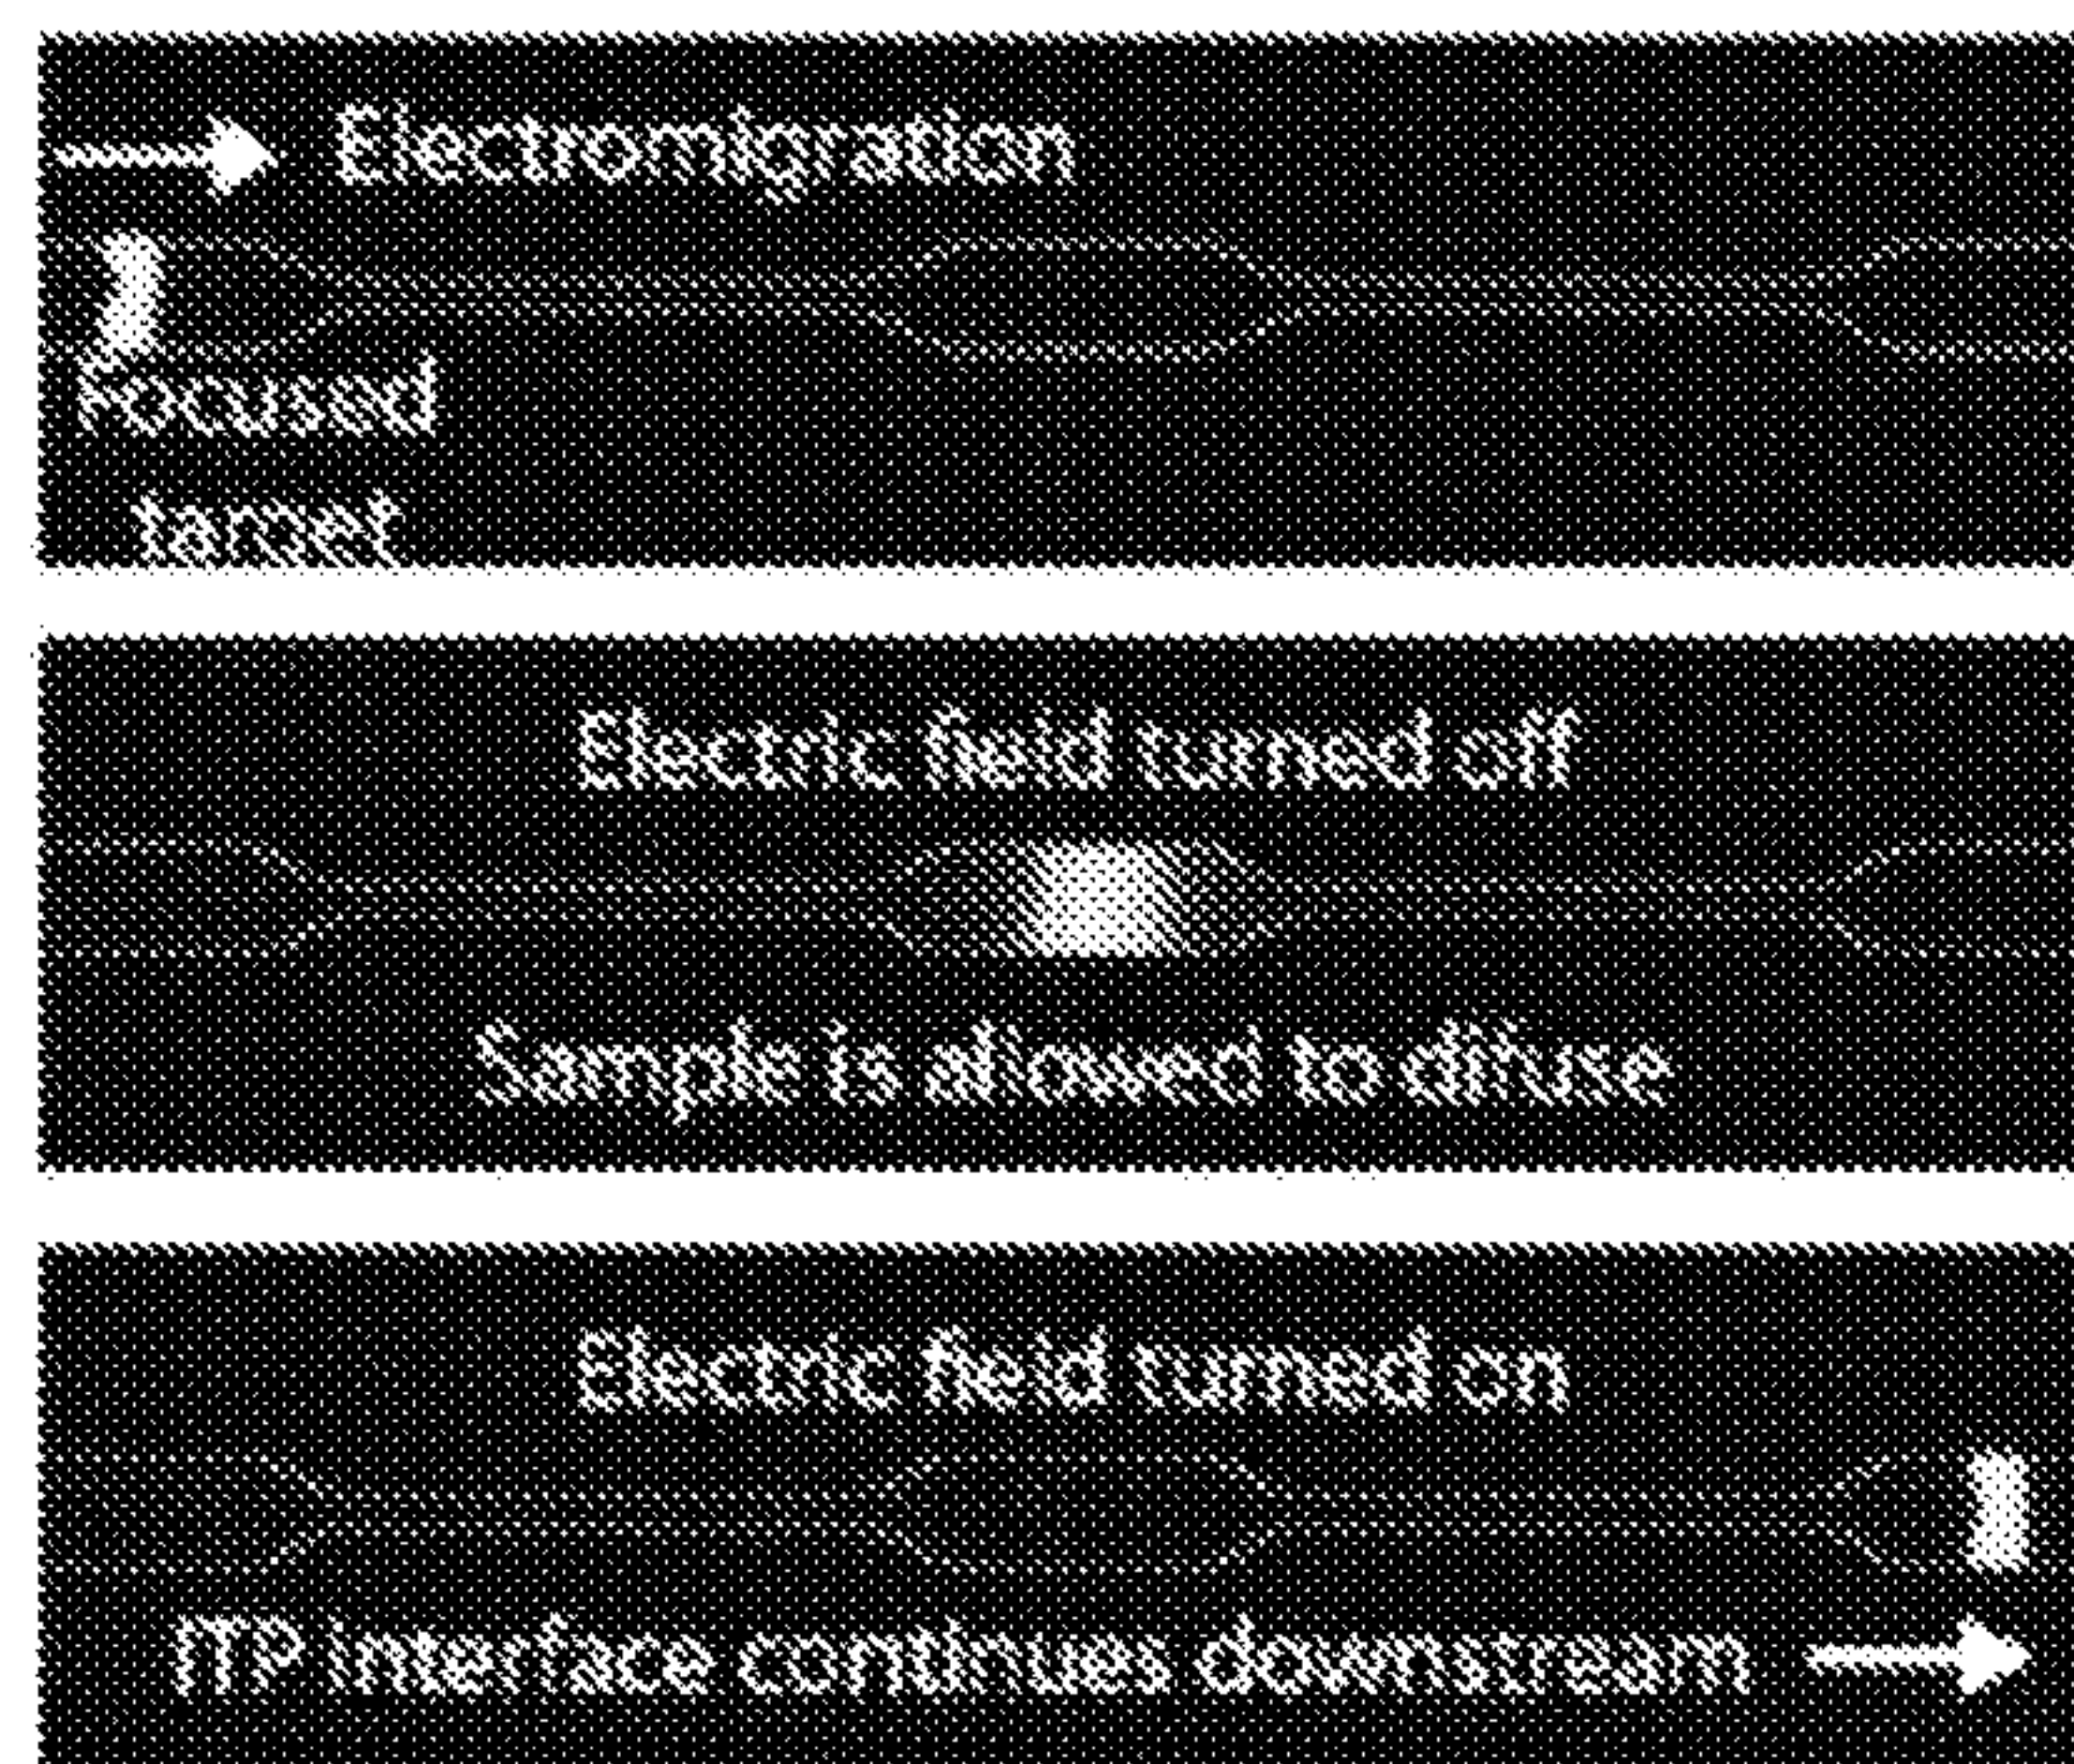 Electromigration
Focused
target
Electric field turned off
Sample is allowed to difuse
Electric field turned on
ITP interface continues downstream